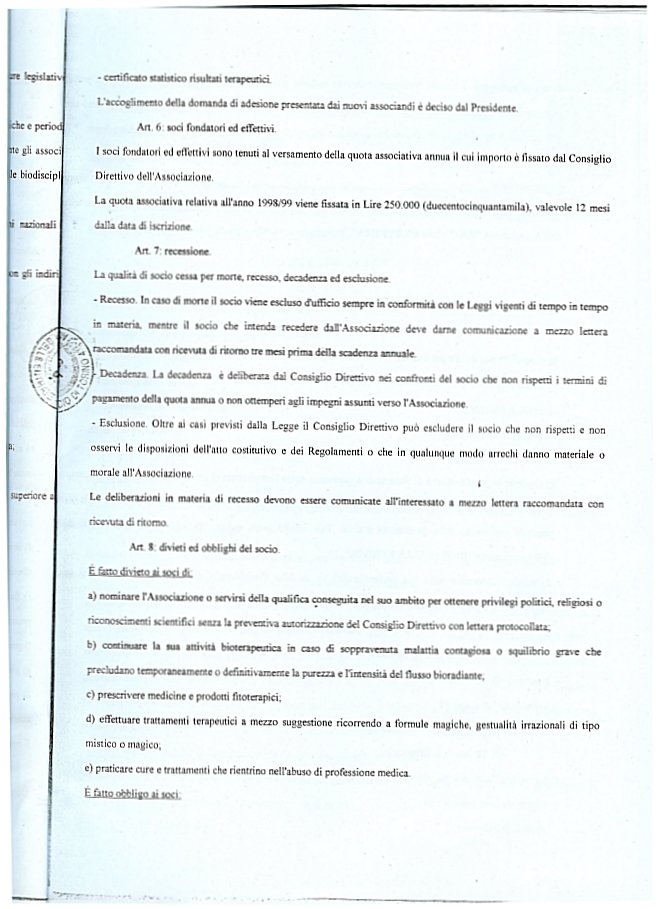 - certificato statistico risultati terapeutici.
L'accoglimento della domanda di adesione presentata dai nuovi associandi è deciso dal Presidente.
Art. 6: soci fondatori ed effettivi.
I soci fondatori ed effettivi sono tenuti al versamento della quota associativa annua il cui importo è fissato dal Consiglio
Direttivo dell'Associazione.
La quota associativa relativa all'anno 1998/99 viene fissata in Lire 250.000 (duecentocinquantamila), valevole 12 mesi
dalla data di iscrizione.
Art. 7: recessione.
La qualità di socio cessa per morte, recesso, decadenza ed esclusione.
- Recesso. In caso di morte il socio viene escluso d'ufficio sempre in conformità con le Leggi vigenti di tempo in tempo
in materia, mentre il socio che intenda recedere dall'Associazione deve darne comunicazione a mezzo lettera
raccomandata con ricevuta di ritorno tre mesi prima della scadenza annuale.
Decadenza. La decadenza è deliberata dal Consiglio Direttivo nei confronti del socio che non rispetti i termini di
pagamento della quota annua o non ottemperi agli impegni assunti verso l'Associazione.
- Esclusione. Oltre ai casi previsti dalla Legge il Consiglio Direttivo può escludere il socio che non rispetti e non
osservi le disposizioni dell'atto costitutivo e dei Regolamenti o che in qualunque modo arrechi danno materiale o
morale all'Associazione.
Le deliberazioni in materia di recesso devono essere comunicate all'interessato a mezzo lettera raccomandata con
ricevuta di ritorno.
Art. 8: divieti ed obblighi del socio.
È fatto divieto ai soci di:
a) nominare l'Associazione o servirsi della qualifica conseguita nel suo ambito per ottenere privilegi politici, religiosi o
riconoscimenti scientifici senza la preventiva autorizzazione del Consiglio Direttivo con lettera protocollata;
b) continuare la sua attività bioterapeutica in caso di soppravenuta malattia contagiosa o squilibrio grave che
precludano temporaneamente o definitivamente la purezza e l'intensità del flusso bioradiante;
c) prescrivere medicine e prodotti fitoterapici;
d) effettuare trattamenti terapeutici a mezzo suggestione ricorrendo a formule magiche, gestualità irrazionali di tipo
mistico o magico;
e) praticare cure e trattamenti che rientrino nell'abuso di professione medica.
È fatto obbligo ai soci:
are legislativ
iche e period
nte gli associ
le biodiscipl
ni nazionali
on gli indiri
a;
superiore a